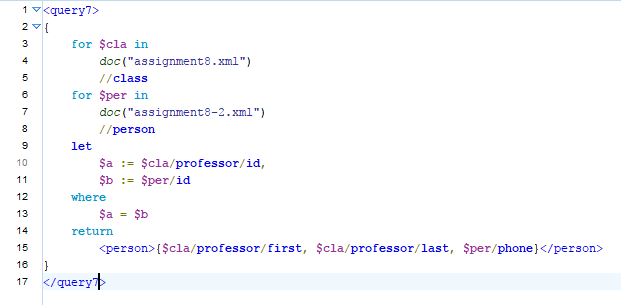 1 <query7>
2 {
3 for $cla in
4 doc("assignment8.xml")
5 //class
6 for $per in
7 doc("assignment8-2.xml")
8 //person
9 let
10 $a := $cla/professor/id,
11 $b := $per/id
12 where
13 $a = $b
14 return
15 <person>{$cla/professor/first, $cla/professor/last, $per/phone}</person>
16 }
17 </query7>